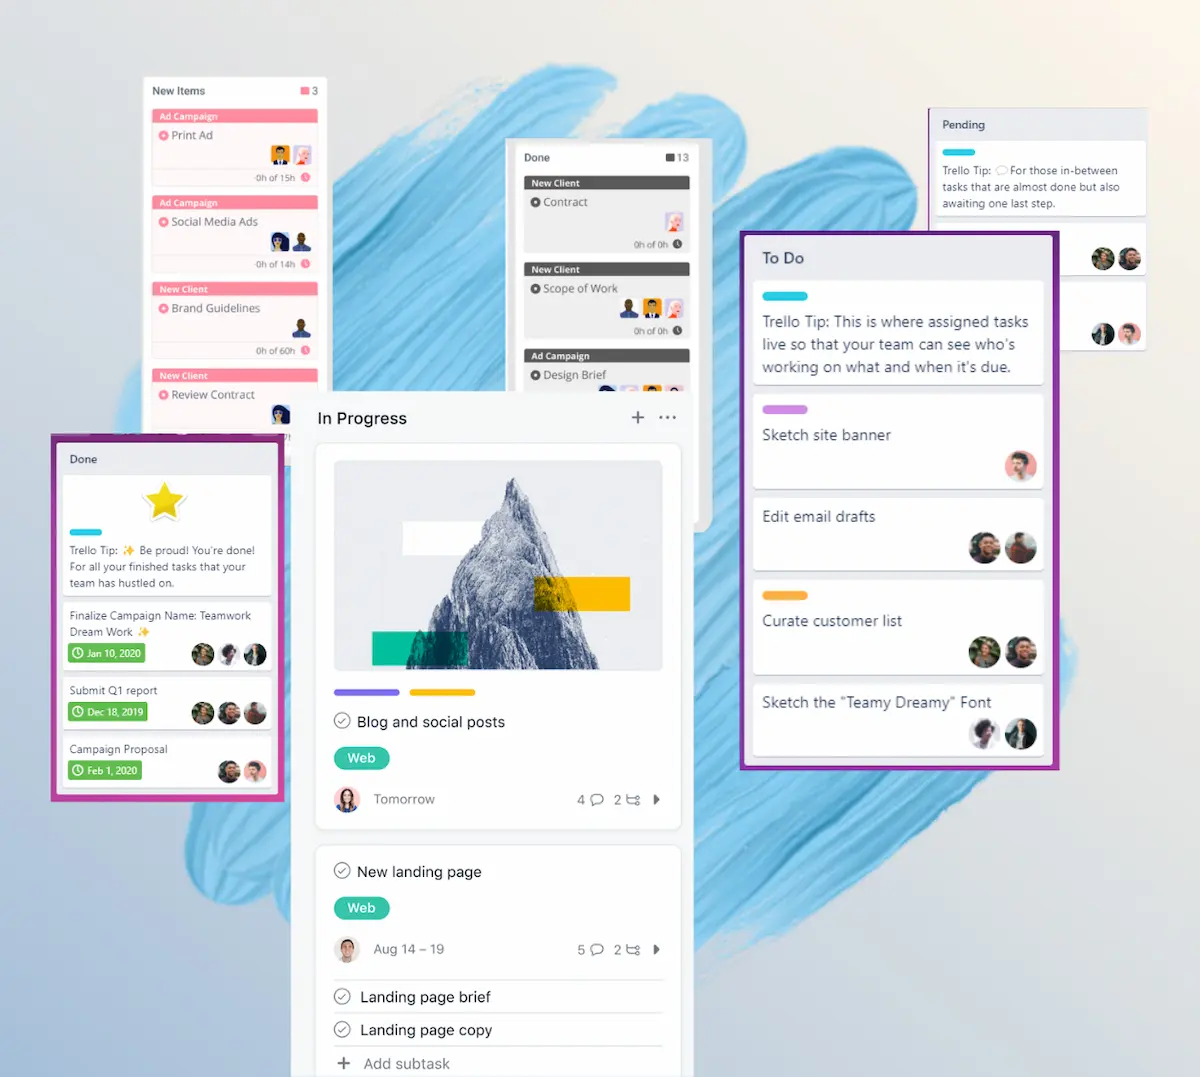 New Items
3
Ad Campaign
Print Ad
0h of 15h
Ad Campaign
Social Media Ads
0h of 14h
New Client
Brand Guidelines
0h of 60h
New Client
Review Contract
Done
13
New Client
Contract
0h of 0h
New Client
Scope of Work
0h of 0h
Ad Campaign
Design Brief
Pending
Trello Tip: 💬For those in-between
tasks that are almost done but also
awaiting one last step.
To Do
Trello Tip: This is where assigned tasks
live so that your team can see who's
working on what and when it's due.
Sketch site banner
Edit email drafts
Curate customer list
Sketch the "Teamy Dreamy" Font
Done
Trello Tip: ✨ Be proud! You're done!
For all your finished tasks that your
team has hustled on.
Finalize Campaign Name: Teamwork
Dream Work ✨
Jan 10, 2020
Submit Q1 report
Dec 18, 2019
Campaign Proposal
Feb 1, 2020
In Progress
Blog and social posts
Web
Tomorrow
4 2
New landing page
Web
Aug 14 – 19
5 2
Landing page brief
Landing page copy
+ Add subtask